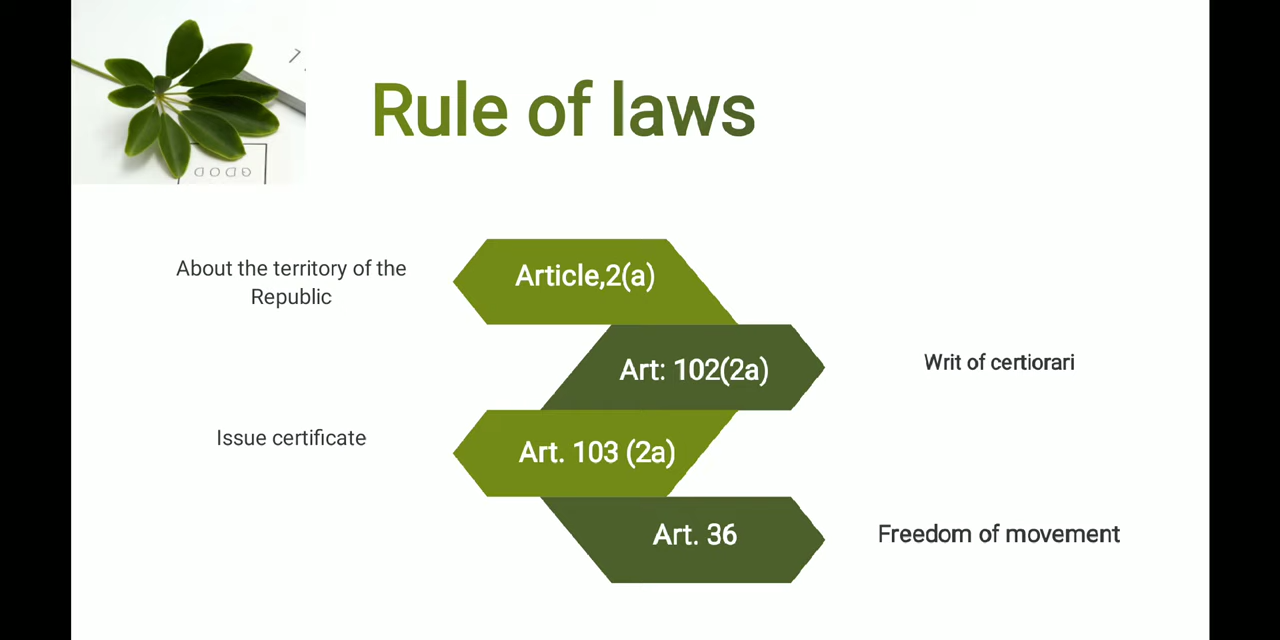 Rule of laws
About the territory of the
Republic
Article,2(a)
Art: 102(2a)
Writ of certiorari
Issue certificate
Art. 103 (2a)
Art. 36
Freedom of movement